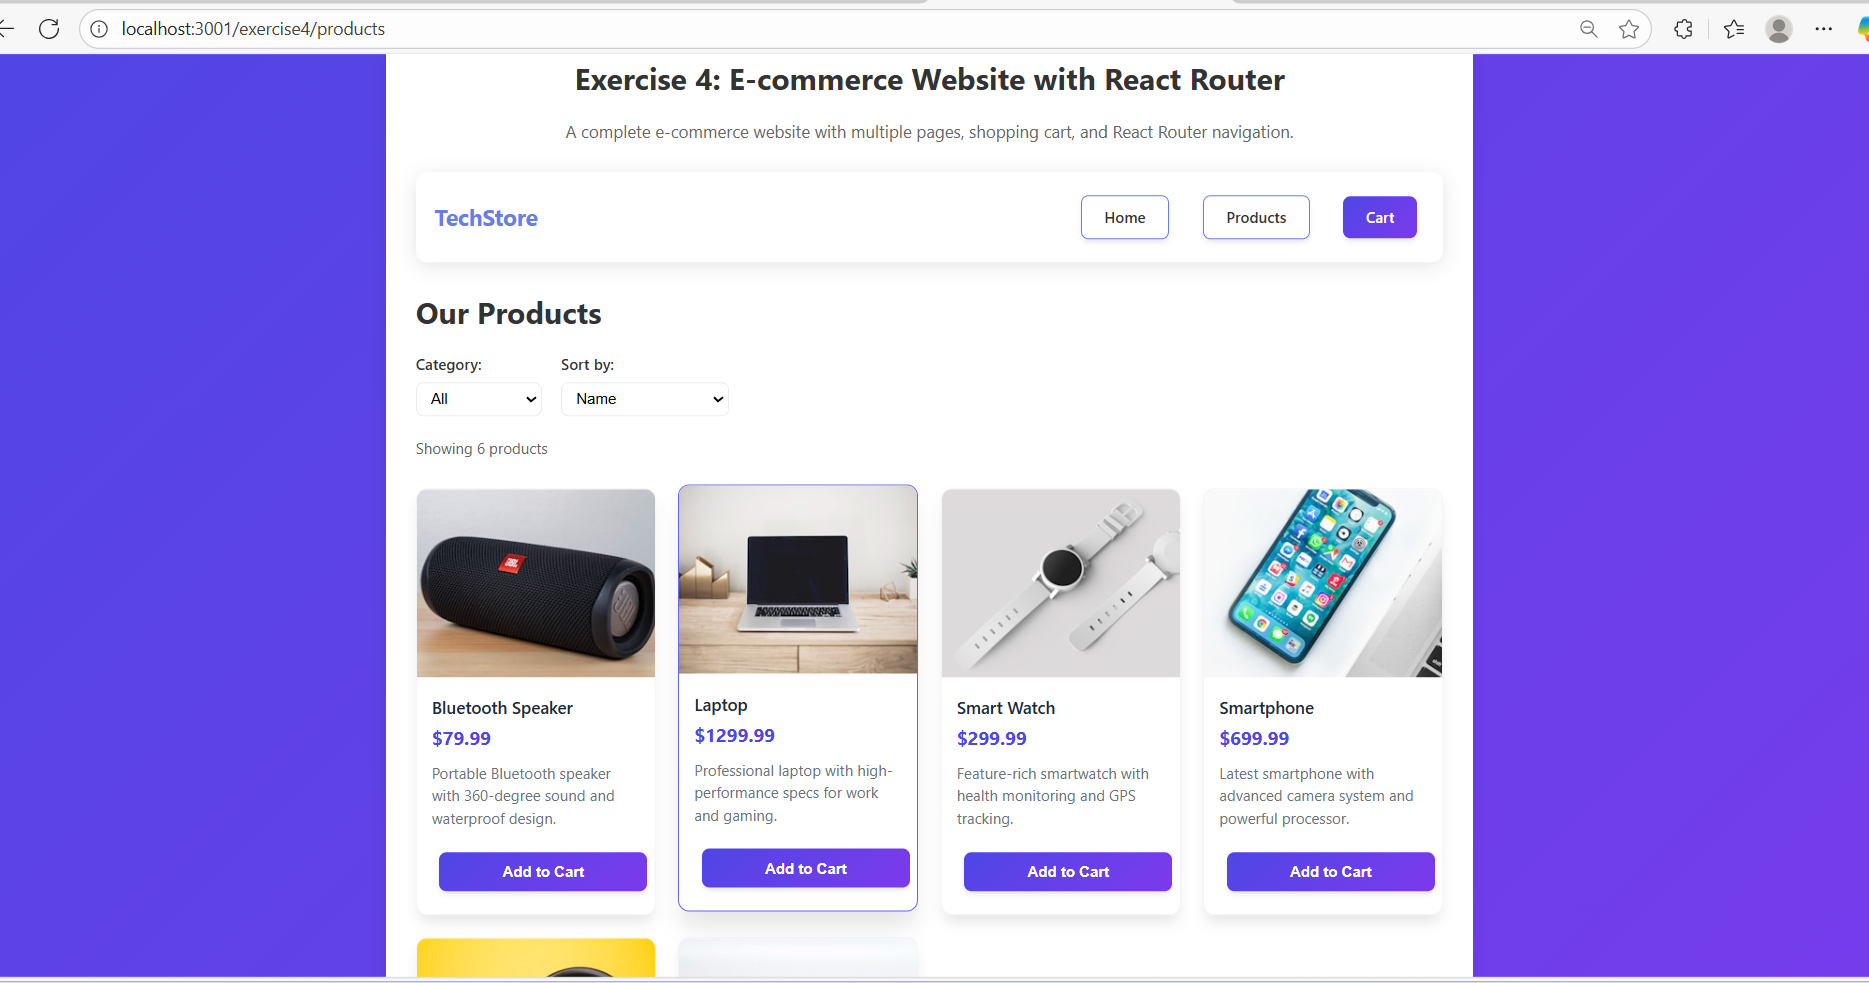 localhost:3001/exercise4/products
Exercise 4: E-commerce Website with React Router
A complete e-commerce website with multiple pages, shopping cart, and React Router navigation.
TechStore
Home
Products
Cart
Our Products
Category:
Sort by:
All
Name
Showing 6 products
JBL
Bluetooth Speaker
$79.99
Portable Bluetooth speaker
with 360-degree sound and
waterproof design.
Add to Cart
Laptop
$1299.99
Professional laptop with high-
performance specs for work
and gaming.
Add to Cart
Smart Watch
$299.99
Feature-rich smartwatch with
health monitoring and GPS
tracking.
Add to Cart
Smartphone
$699.99
Latest smartphone with
advanced camera system and
powerful processor.
Add to Cart